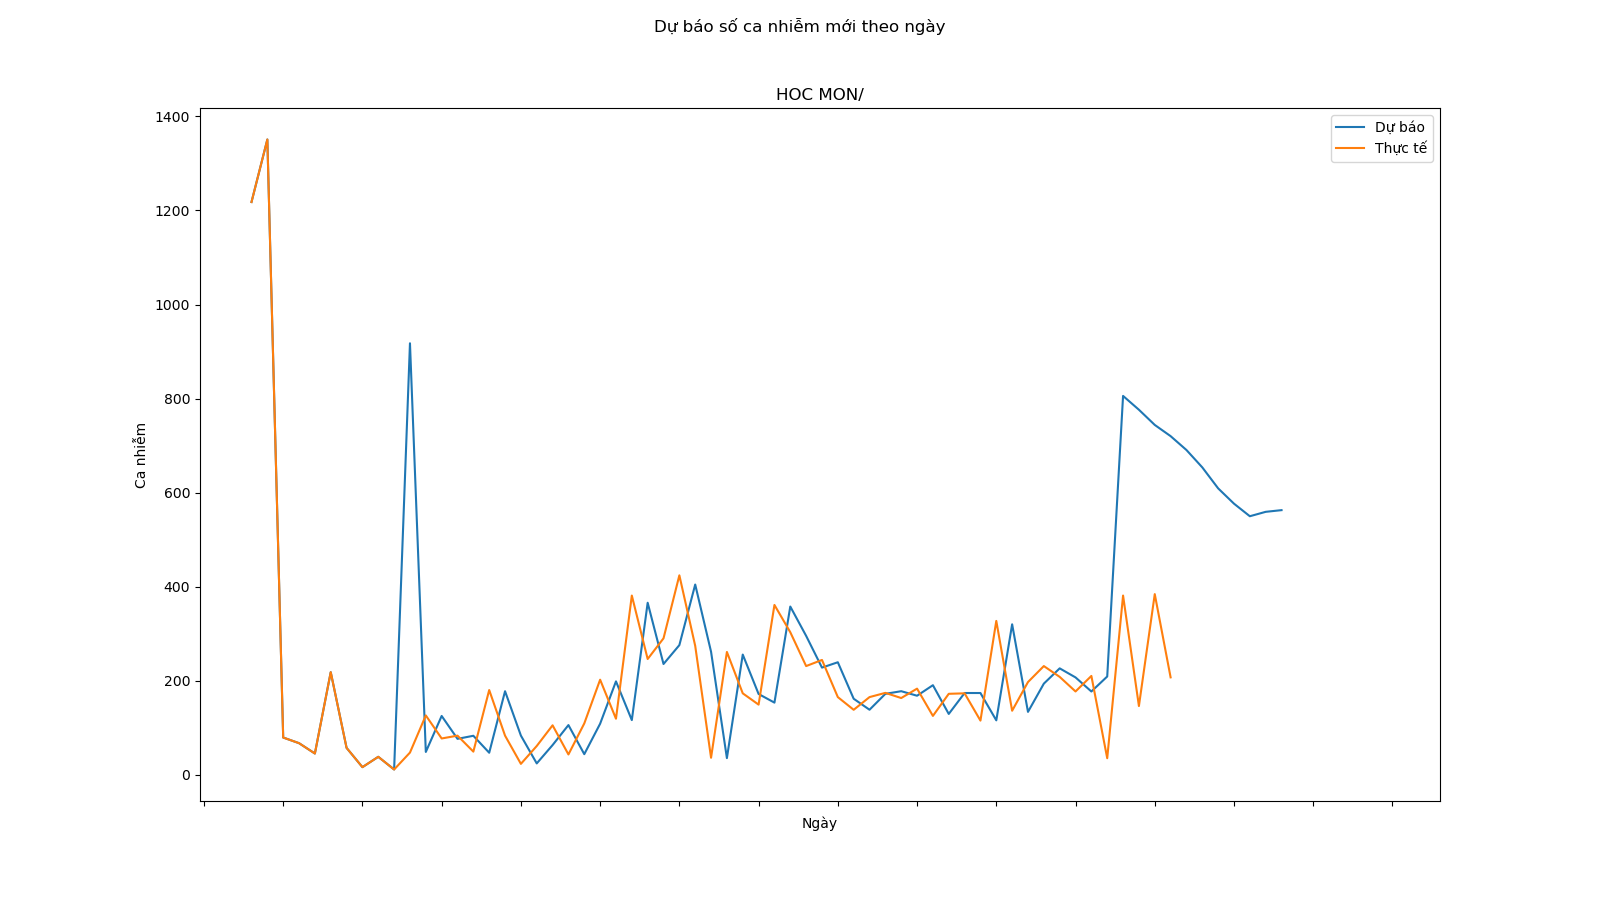 Dự báo số ca nhiễm mới theo ngày
HOC MON/
Dự báo
Thực tế
1400
1200
1000
800
600
400
200
0
Ca nhiễm
Ngày